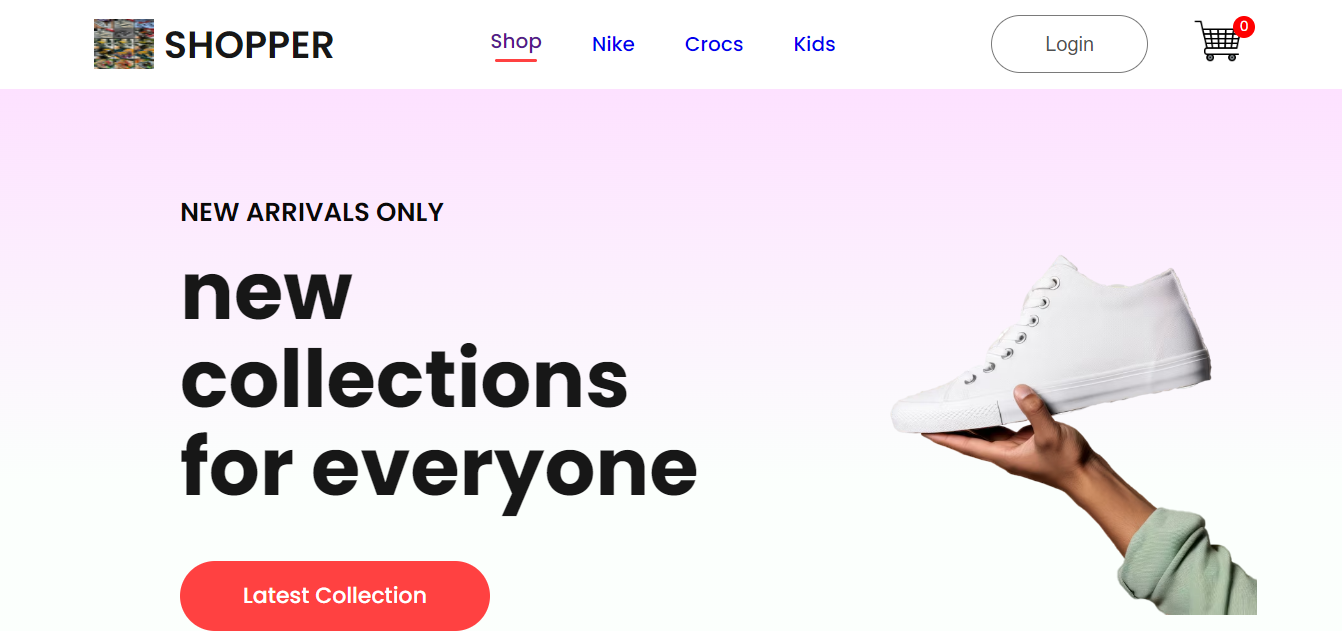 SHOPPER
Shop Nike Crocs Kids
Login
0
NEW ARRIVALS ONLY
new
collections
for everyone
Latest Collection